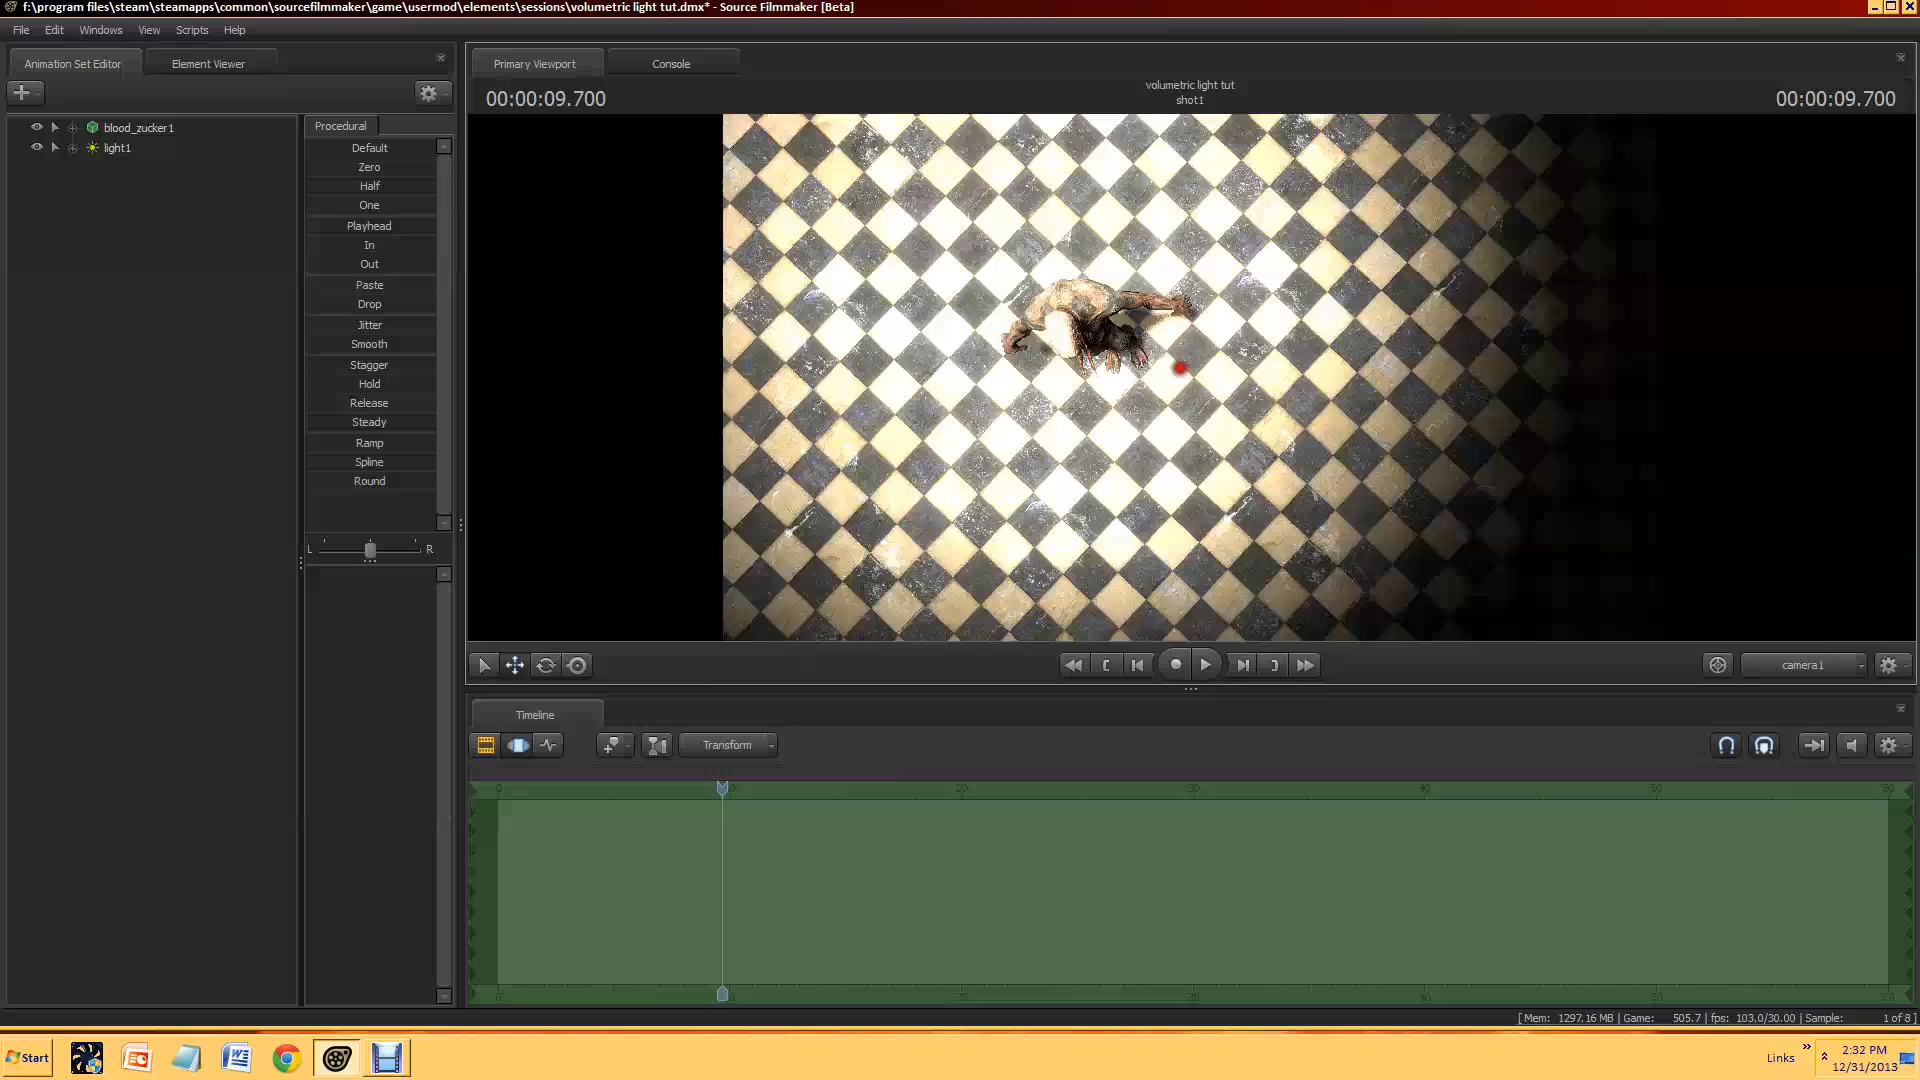 f:\program files\steam\steamapps\common\sourcefilmmaker\game\usermod\elements\sessions\volumetric light tut.dmx* - Source Filmmaker [Beta]
File Edit Windows View Scripts Help
Animation Set Editor Element Viewer
Primary Viewport Console
volumetric light tut
00:00:09.700 shot1 00:00:09.700
blood_zucker1
light1
Procedural
Default
Zero
Half
One
Playhead
In
Out
Paste
Drop
Jitter
Smooth
Stagger
Hold
Release
Steady
Ramp
Spline
Round
L R
camera1
Timeline
Transform
[ Mem: 1297.16 MB | Game: 505.7 | fps: 103.0/30.00 | Sample: 1 of 8 ]
Start
Links
2:32 PM
12/31/2013